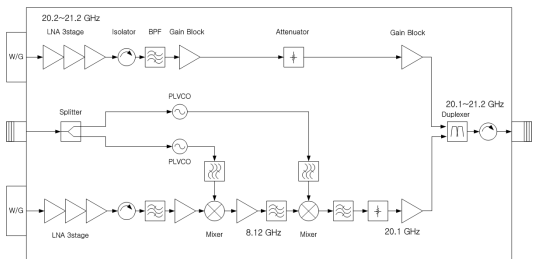 20.2~21.2 GHz
LNA 3stage Isolator BPF Gain Block Attenuator Gain Block
W/G
PLVCO
20.1~21.2 GHz
Splitter Duplexer
PLVCO
W/G
LNA 3stage Mixer 8.12 GHz Mixer 20.1 GHz